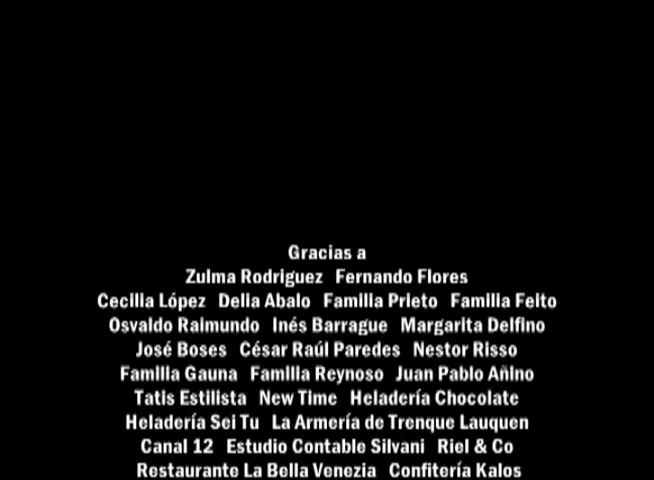 Gracias a
Zulma Rodriguez Fernando Flores
Cecilia López Delia Abalo Familia Prieto Familia Feito
Osvaldo Raimundo Inés Barrague Margarita Delfino
José Boses César Raúl Paredes Nestor Risso
Familia Gauna Familia Reynoso Juan Pablo Añino
Tatis Estilista New Time Heladería Chocolate
Heladería Sei Tu La Armería de Trenque Lauquen
Canal 12 Estudio Contable Silvani Riel & Co
Restaurante La Bella Venezia Confitería Kalos